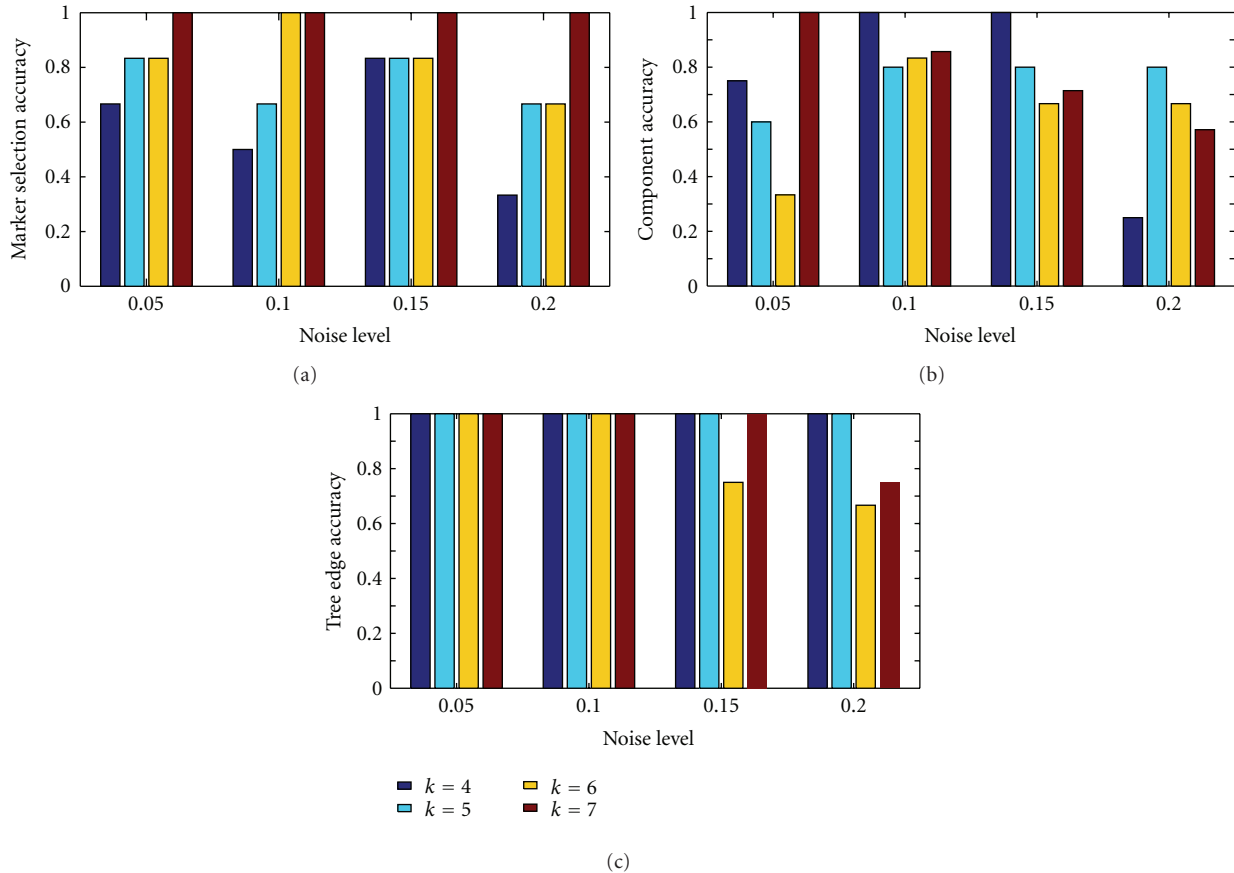 Marker selection accuracy
1
0.8
0.6
0.4
0.2
0
0.05 0.1 0.15 0.2
Noise level
(a)
Component accuracy
1
0.8
0.6
0.4
0.2
0
0.05 0.1 0.15 0.2
Noise level
(b)
Tree edge accuracy
1
0.8
0.6
0.4
0.2
0
0.05 0.1 0.15 0.2
Noise level
k = 4 k = 6
k = 5 k = 7
(c)